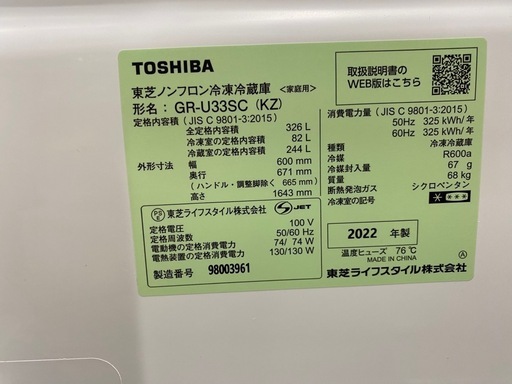 TOSHIBA
東芝ノンフロン冷凍冷蔵庫 <家庭用>
形名: GR-U33SC (KZ)
定格内容積 (JIS C 9801-3:2015)
全定格内容積 326 L
冷凍室の定格内容積 82 L
冷蔵室の定格内容積 244 L
外形寸法 幅 600 mm
奥行 671 mm
(ハンドル・調整脚除く 665 mm)
高さ 1643 mm
PS E 東芝ライフスタイル株式会社 S JET
定格電圧 100 V
定格周波数 50/60 Hz
電動機の定格消費電力 74/ 74 W
電熱装置の定格消費電力 130/130 W
製造番号 98003961
取扱説明書の
WEB版はこちら
消費電力量 (JIS C 9801-3:2015)
50Hz 325 kWh/年
60Hz 325 kWh/年
種類 冷凍冷蔵庫
冷媒 R600a
冷媒封入量 67 g
質量 68 kg
断熱発泡ガス シクロペンタン
冷凍室の記号
2022 年製
温度ヒューズ 76℃
MADE IN CHINA
A
東芝ライフスタイル株式会社